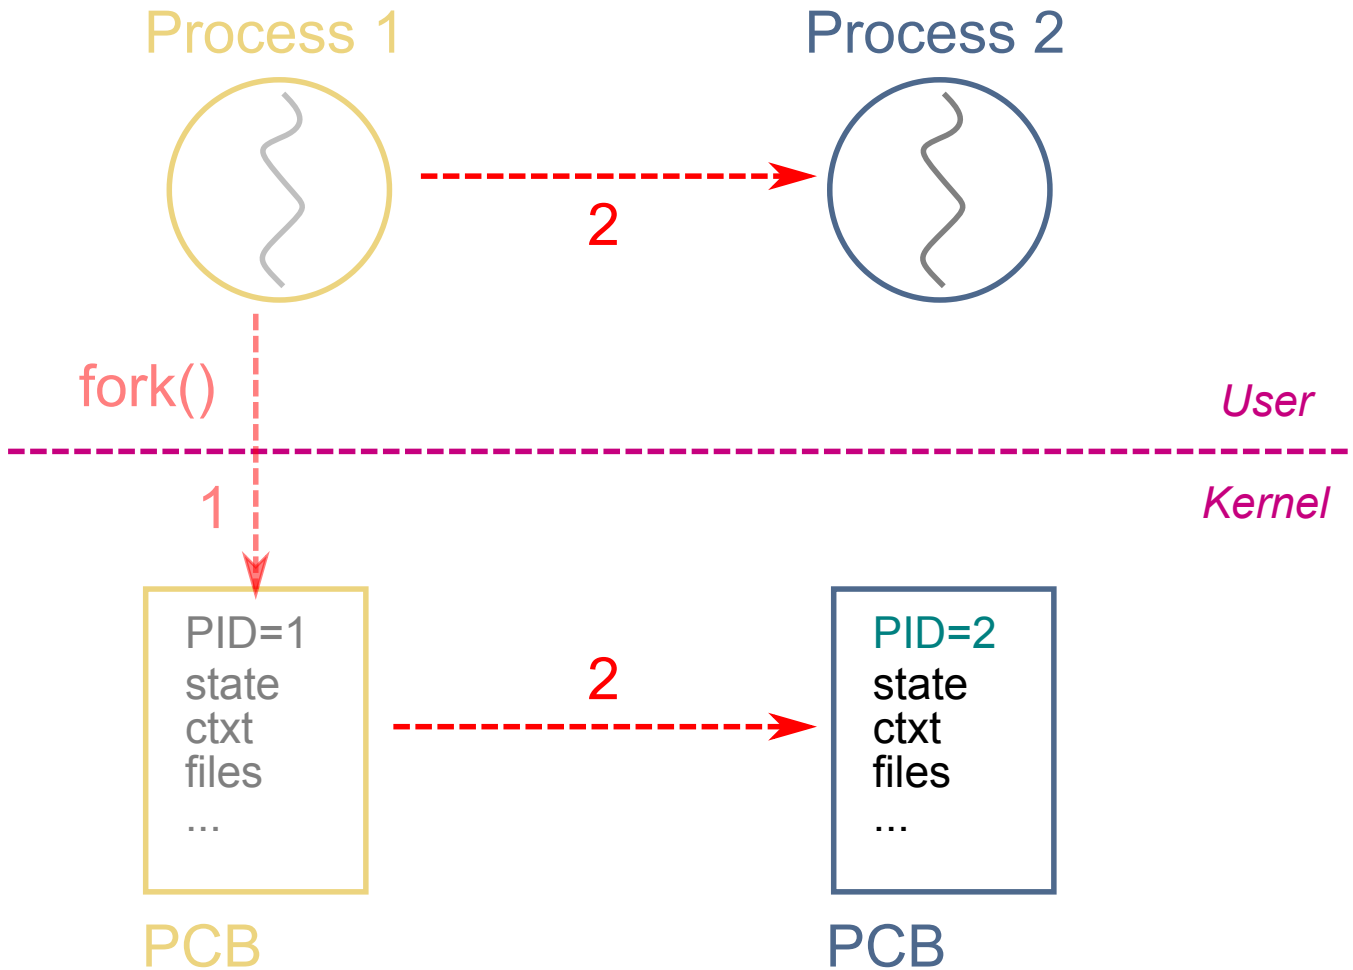 Process 1
Process 2
2
fork()
User
Kernel
1
PID=1
state
ctxt
files
...
2
PID=2
state
ctxt
files
...
PCB
PCB